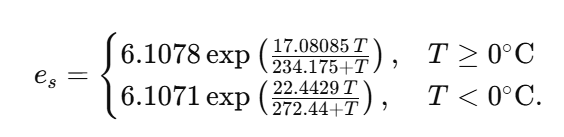 e_s = { 6.1078 exp ( 17.08085 T / 234.175+T ) ,   T ≥ 0°C
6.1071 exp ( 22.4429 T / 272.44+T ) ,   T < 0°C.